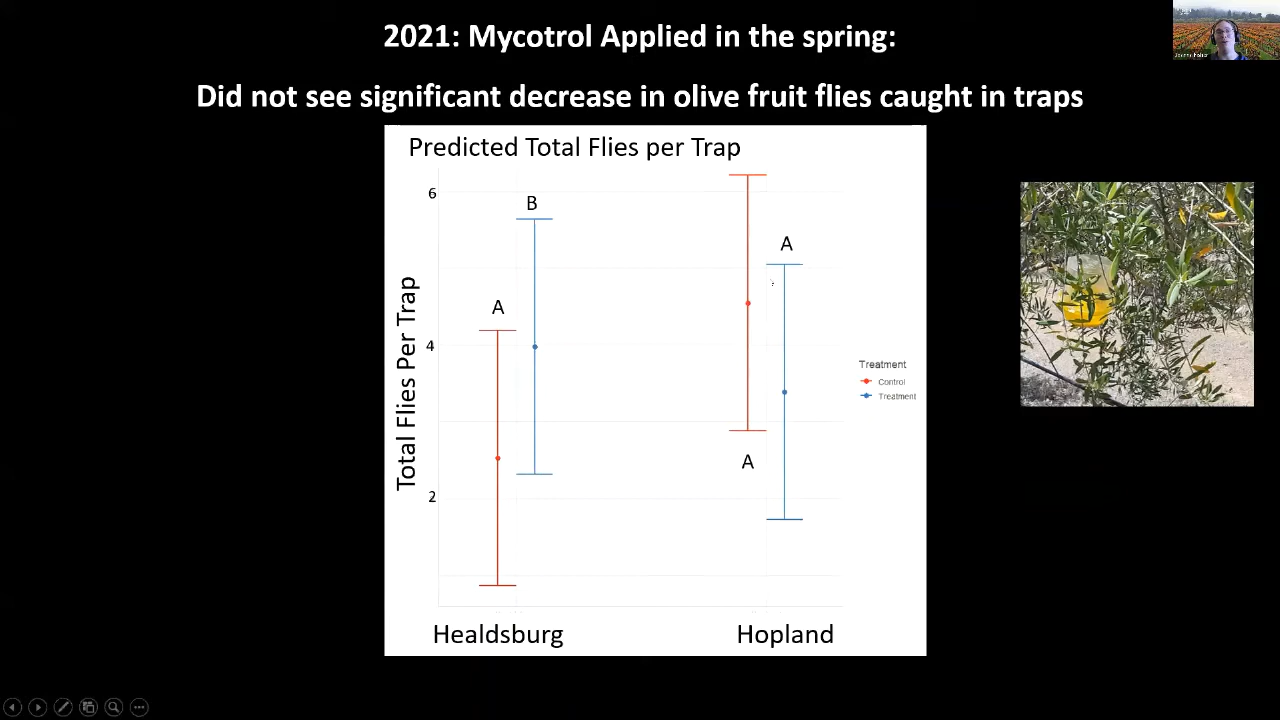 2021: Mycotrol Applied in the spring:
Did not see significant decrease in olive fruit flies caught in traps
Predicted Total Flies per Trap
Total Flies Per Trap
6
4
2
A
B
A
A
Treatment
Control
Treatment
Healdsburg
Hopland